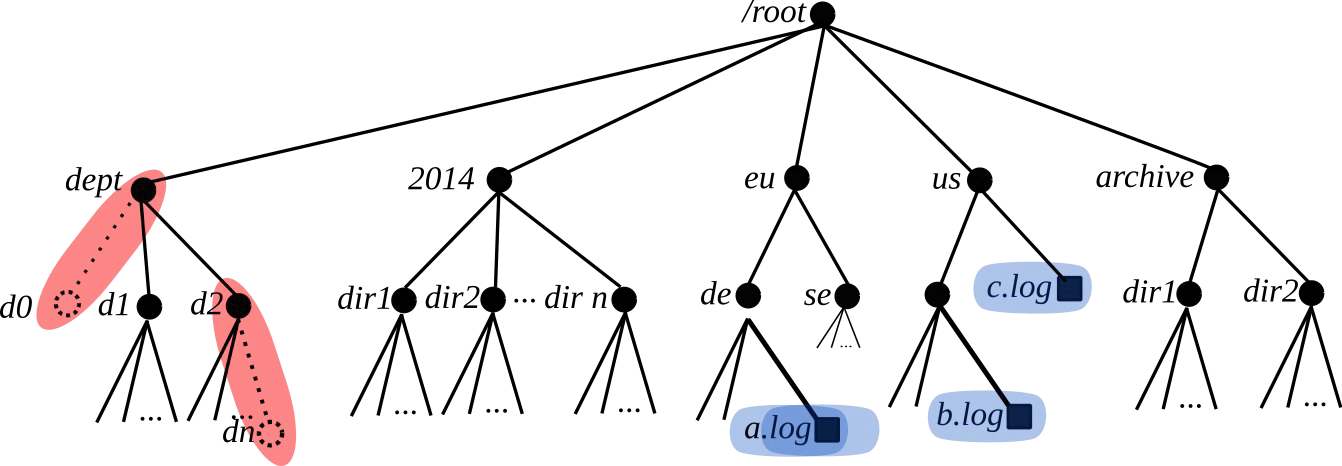 /root
dept 2014 eu us archive
d0 d1 d2 dir1 dir2 ... dir n de se c.log dir1 dir2
...
... ... ... ... ... ... ...
dn a.log b.log